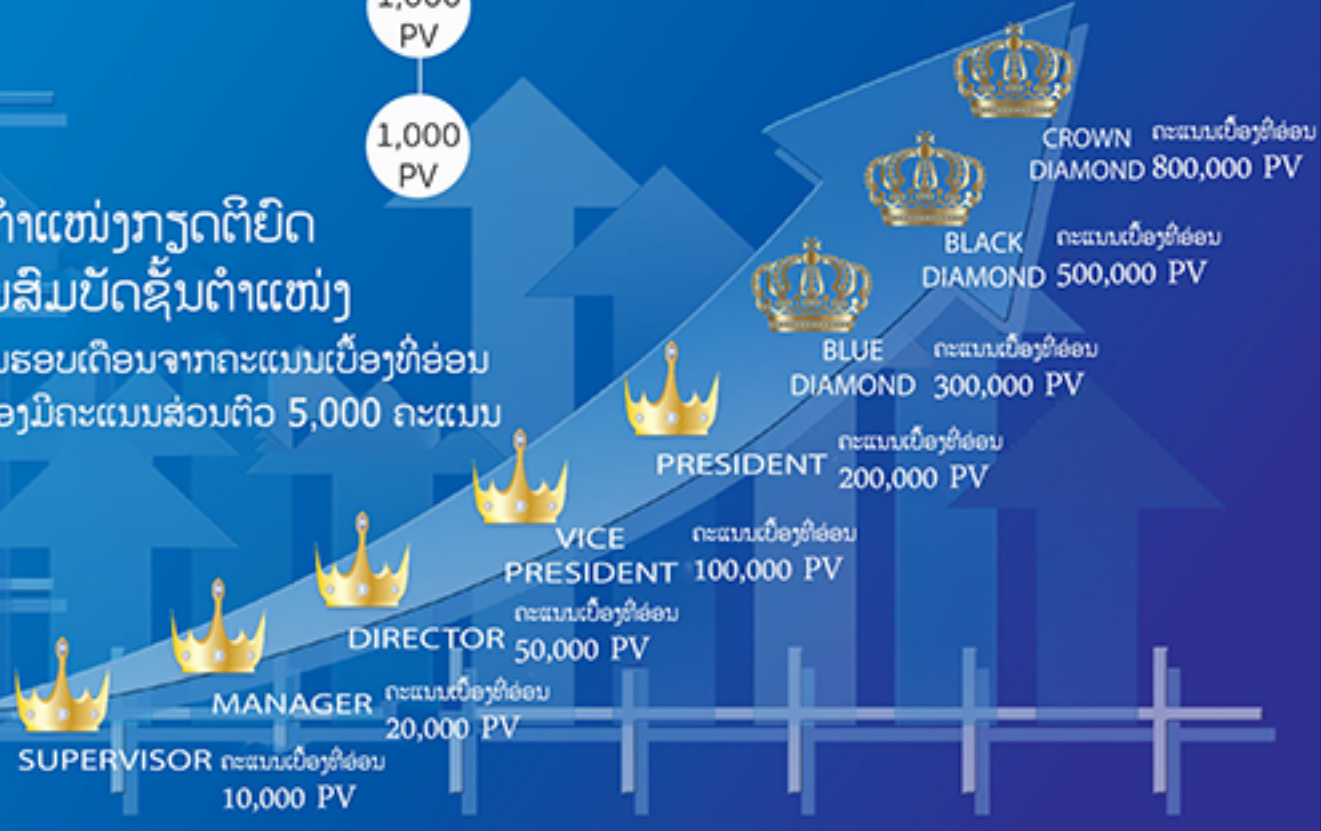 PV
1,000
PV
ຕຳແໜ່ງກຽດຕິຍົດ
ສົມບັດຊັ້ນຕຳແໜ່ງ
ຮອບເດືອນຈາກຄະແນນເບື້ອງທີ່ອ່ອນ
ມີຄະແນນສ່ວນຕົວ 5,000 ຄະແນນ
CROWN
DIAMOND
ຄະແນນເບື້ອງທີ່ອ່ອນ
800,000 PV
BLACK
DIAMOND
ຄະແນນເບື້ອງທີ່ອ່ອນ
500,000 PV
BLUE
DIAMOND
ຄະແນນເບື້ອງທີ່ອ່ອນ
300,000 PV
PRESIDENT
ຄະແນນເບື້ອງທີ່ອ່ອນ
200,000 PV
VICE
PRESIDENT
ຄະແນນເບື້ອງທີ່ອ່ອນ
100,000 PV
DIRECTOR
ຄະແນນເບື້ອງທີ່ອ່ອນ
50,000 PV
MANAGER
ຄະແນນເບື້ອງທີ່ອ່ອນ
20,000 PV
SUPERVISOR
ຄະແນນເບື້ອງທີ່ອ່ອນ
10,000 PV